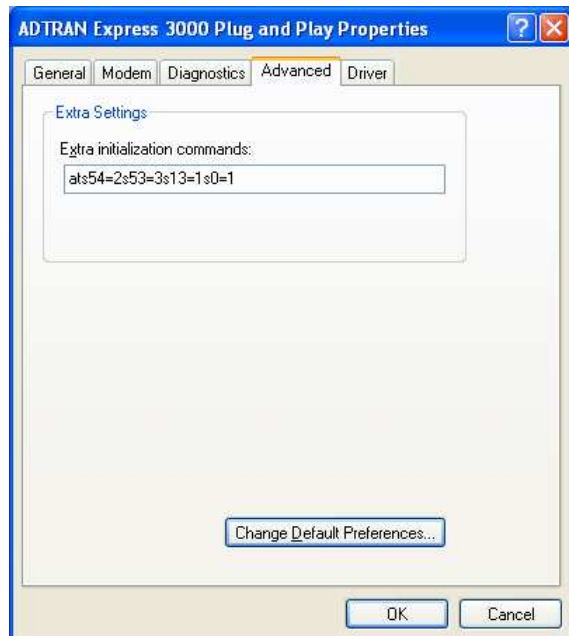 ADTRAN Express 3000 Plug and Play Properties
General Modem Diagnostics Advanced Driver
Extra Settings
Extra initialization commands:
ats54=2s53=3s13=1s0=1
Change Default Preferences...
OK Cancel